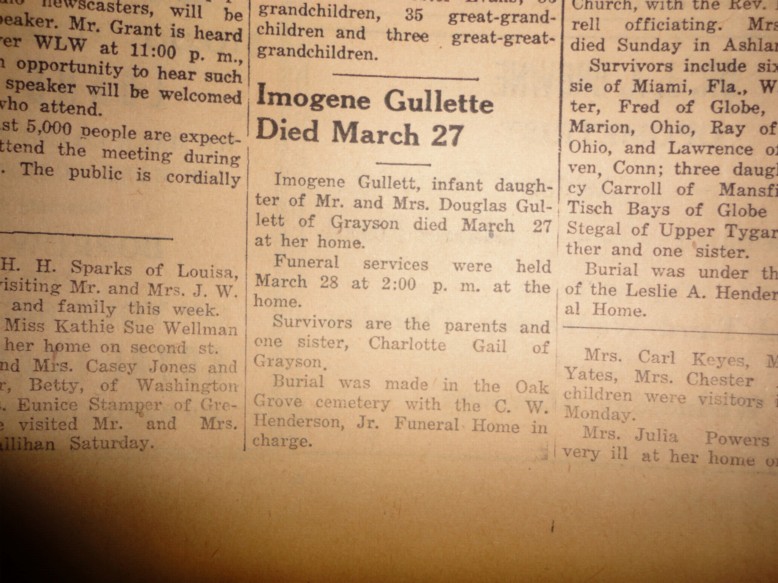 newscasters, will be
peaker. Mr. Grant is heard
ver WLW at 11:00 p. m.,
opportunity to hear such
speaker will be welcomed
who attend.
st 5,000 people are expect-
ttend the meeting during
. The public is cordially
H. H. Sparks of Louisa,
visiting Mr. and Mrs. J. W.
and family this week.
Miss Kathie Sue Wellman
her home on second st.
nd Mrs. Casey Jones and
r, Betty, of Washington
s. Eunice Stamper of Gre-
e visited Mr. and Mrs.
allihan Saturday.
grandchildren, 35 great-grand-
children and three great-great-
grandchildren.
Imogene Gullette
Died March 27
Imogene Gullett, infant daugh-
ter of Mr. and Mrs. Douglas Gul-
lett of Grayson died March 27
at her home.
Funeral services were held
March 28 at 2:00 p. m. at the
home.
Survivors are the parents and
one sister, Charlotte Gail of
Grayson.
Burial was made in the Oak
Grove cemetery with the C. W.
Henderson, Jr. Funeral Home in
charge.
Church, with the Rev.
rell officiating. Mrs
died Sunday in Ashlan
Survivors include six
sie of Miami, Fla., W
ter, Fred of Globe,
Marion, Ohio, Ray of
Ohio, and Lawrence of
ven, Conn; three daugh
cy Carroll of Mansfi
Tisch Bays of Globe
Stegal of Upper Tygar
ther and one sister.
Burial was under th
of the Leslie A. Hender
al Home.
Mrs. Carl Keyes, M
Yates, Mrs. Chester
children were visitors i
Monday.
Mrs. Julia Powers
very ill at her home o